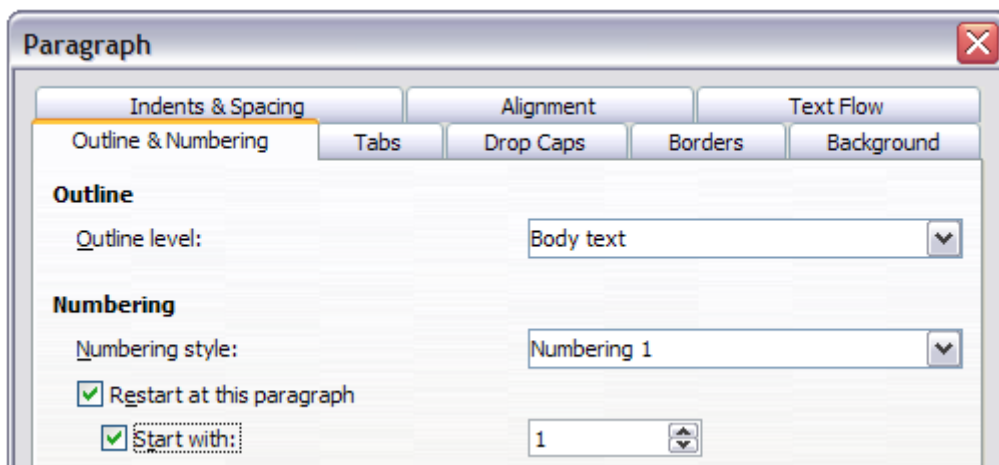 Paragraph
Indents & Spacing Alignment Text Flow
Outline & Numbering Tabs Drop Caps Borders Background
Outline
Outline level: Body text
Numbering
Numbering style: Numbering 1
Restart at this paragraph
Start with: 1